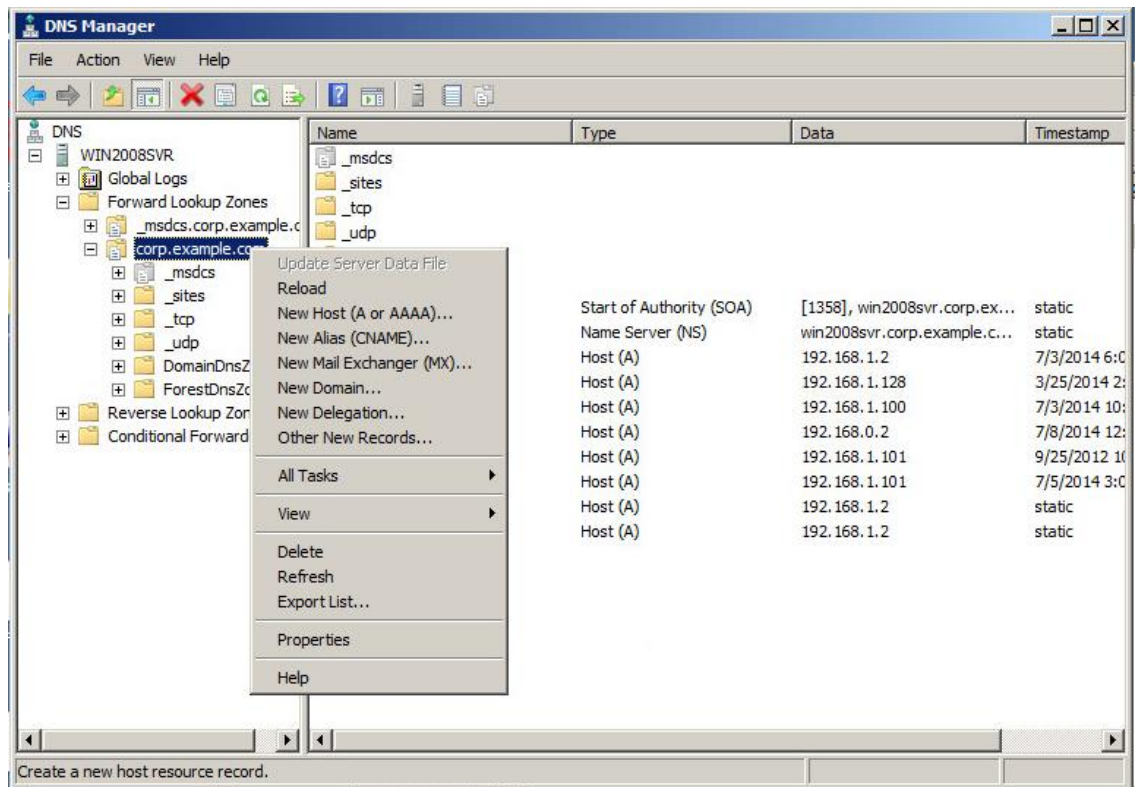 DNS Manager
File Action View Help
DNS
WIN2008SVR
Global Logs
Forward Lookup Zones
_msdcs.corp.example.c
corp.example.com
_msdcs
_sites
_tcp
_udp
DomainDnsZ
ForestDnsZo
Reverse Lookup Zon
Conditional Forward
Name Type Data Timestamp
_msdcs
_sites
_tcp
_udp
Start of Authority (SOA) [1358], win2008svr.corp.ex... static
Name Server (NS) win2008svr.corp.example.c... static
Host (A) 192.168.1.2 7/3/2014 6:0
Host (A) 192.168.1.128 3/25/2014 2:
Host (A) 192.168.1.100 7/3/2014 10:
Host (A) 192.168.0.2 7/8/2014 12:
Host (A) 192.168.1.101 9/25/2012 10
Host (A) 192.168.1.101 7/5/2014 3:0
Host (A) 192.168.1.2 static
Host (A) 192.168.1.2 static
Update Server Data File
Reload
New Host (A or AAAA)...
New Alias (CNAME)...
New Mail Exchanger (MX)...
New Domain...
New Delegation...
Other New Records...
All Tasks
View
Delete
Refresh
Export List...
Properties
Help
Create a new host resource record.